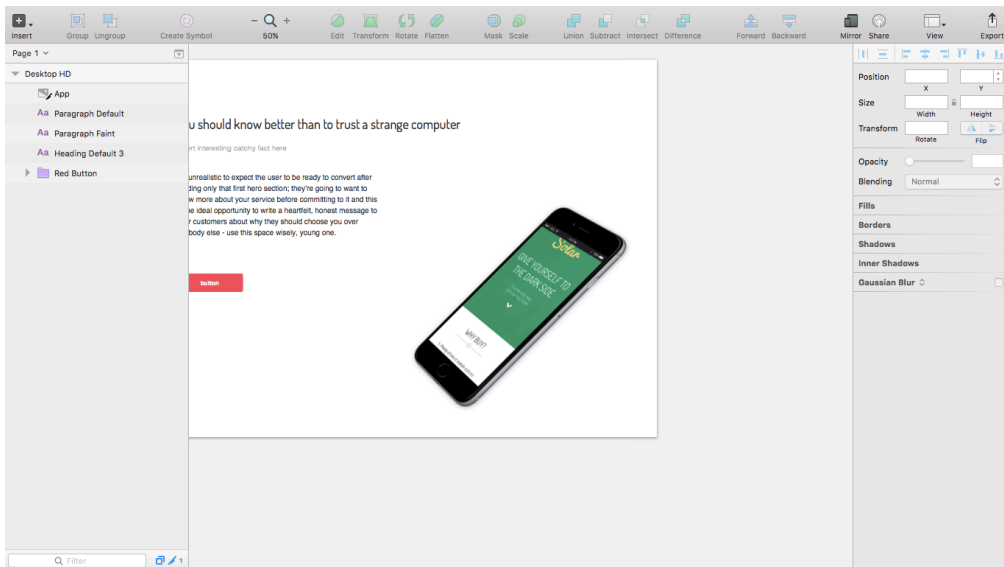 Insert
Group Ungroup
Create Symbol
50%
Edit Transform Rotate Flatten
Mask Scale
Union Subtract Intersect Difference
Forward Backward
Mirror Share
View
Export
Page 1
Desktop HD
App
Aa Paragraph Default
Aa Paragraph Faint
Aa Heading Default 3
Red Button
Filter
1
u should know better than to trust a strange computer
rt interesting catchy fact here
unrealistic to expect the user to be ready to convert after
ding only that first hero section; they're going to want to
w more about your service before committing to it and this
e ideal opportunity to write a heartfelt, honest message to
r customers about why they should choose you over
body else - use this space wisely, young one.
button
Solar
GIVE YOURSELF TO
THE DARK SIDE
WHY BUY?
Position
X
Y
Size
Width
Height
Transform
Rotate
Flip
Opacity
Blending
Normal
Fills
Borders
Shadows
Inner Shadows
Gaussian Blur